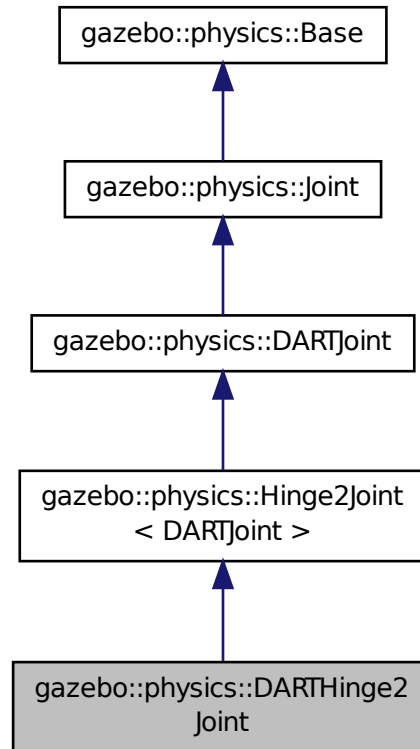 gazebo::physics::Base
gazebo::physics::Joint
gazebo::physics::DARTJoint
gazebo::physics::Hinge2Joint
< DARTJoint >
gazebo::physics::DARTHinge2
Joint